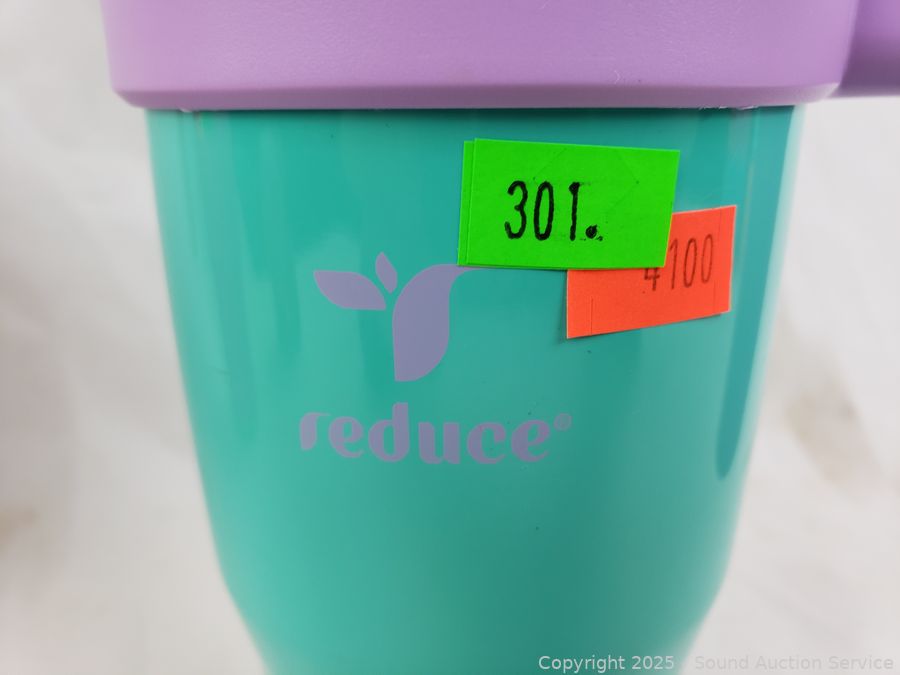 301.
4100
reduce®
Copyright 2025 - Sound Auction Service